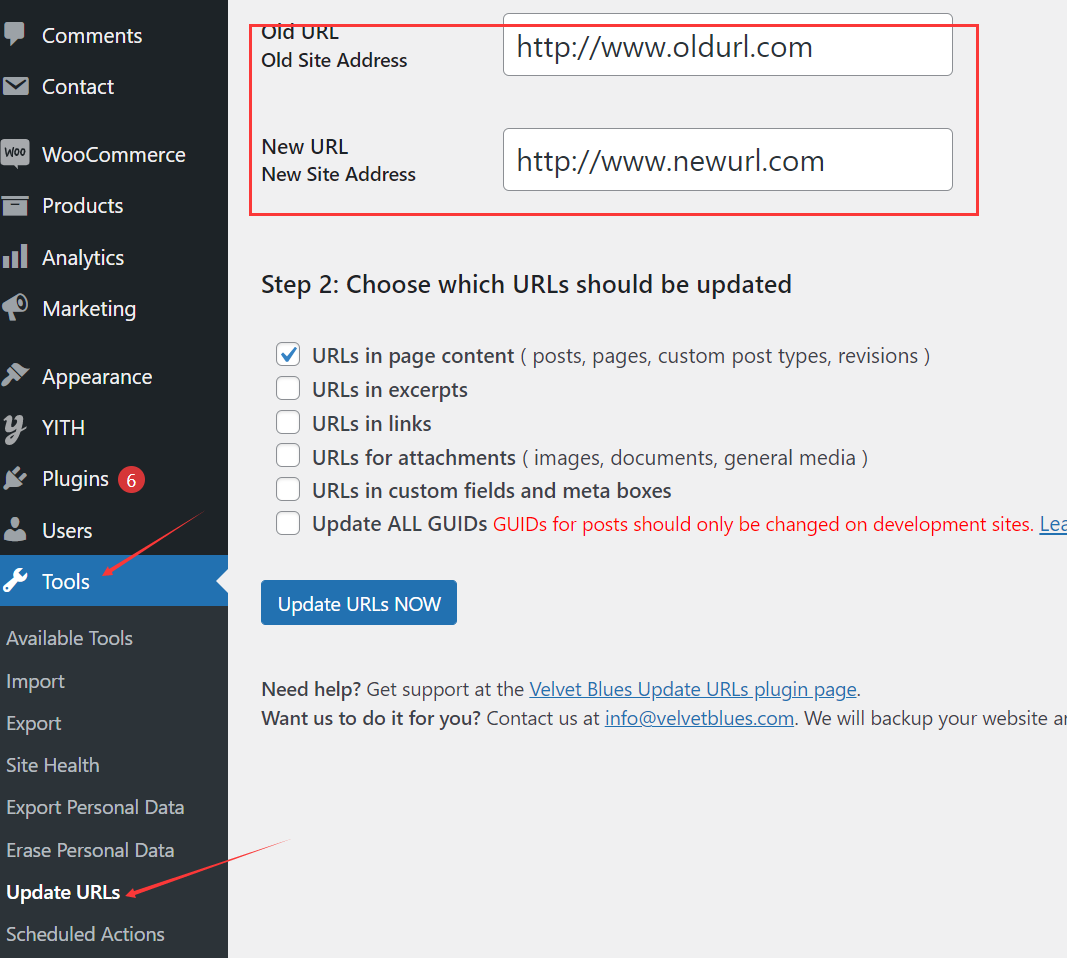 Comments
Contact
Woo
WooCommerce
Products
Analytics
Marketing
Appearance
YITH
Plugins 6
Users
Tools
Available Tools
Import
Export
Site Health
Export Personal Data
Erase Personal Data
Update URLs
Scheduled Actions
Old URL
Old Site Address
http://www.oldurl.com
New URL
New Site Address
http://www.newurl.com
Step 2: Choose which URLs should be updated
URLs in page content ( posts, pages, custom post types, revisions )
URLs in excerpts
URLs in links
URLs for attachments ( images, documents, general media )
URLs in custom fields and meta boxes
Update ALL GUIDs GUIDs for posts should only be changed on development sites. Lea
Update URLs NOW
Need help? Get support at the Velvet Blues Update URLs plugin page.
Want us to do it for you? Contact us at info@velvetblues.com. We will backup your website a